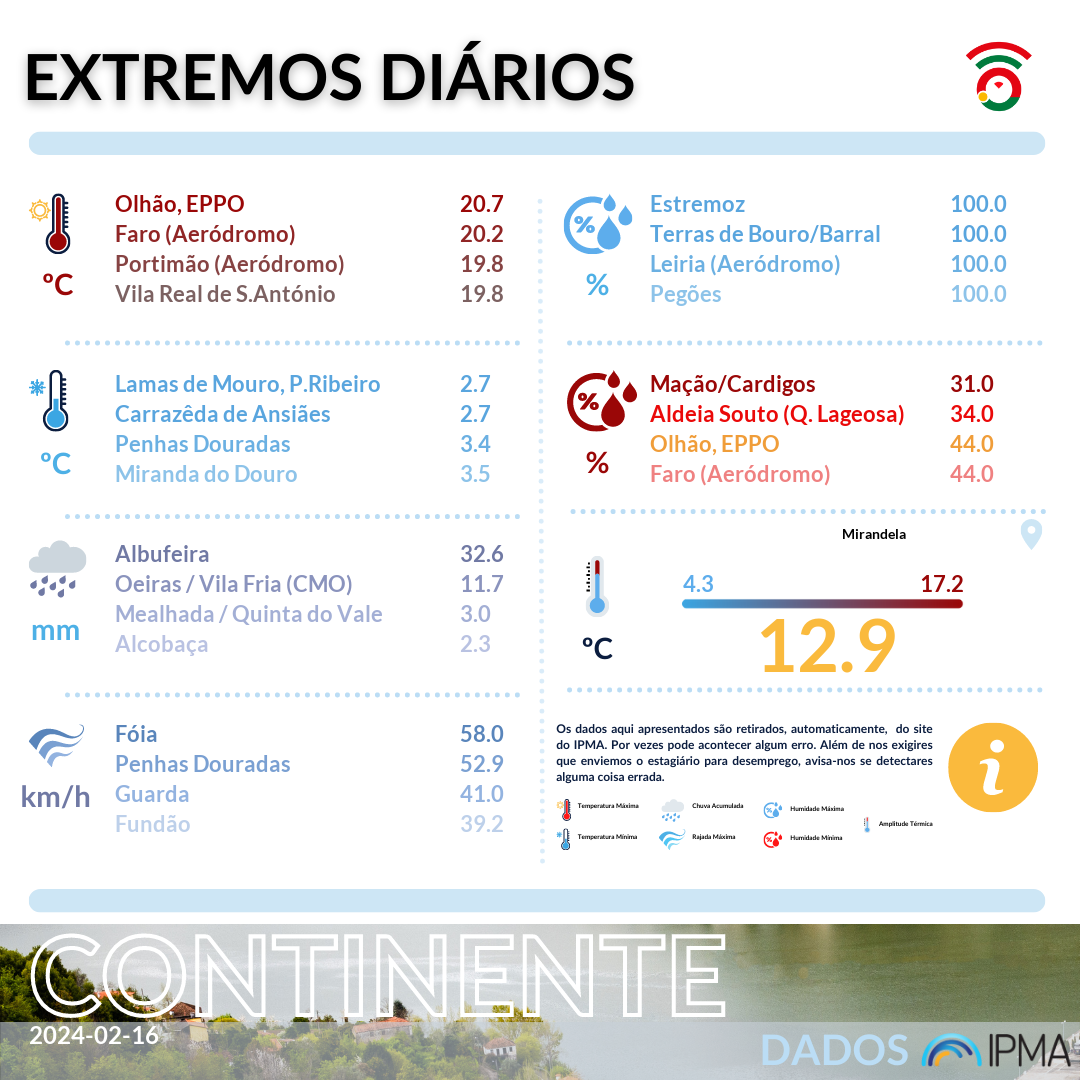 EXTREMOS DIÁRIOS
ºC
Olhão, EPPO 20.7
Faro (Aeródromo) 20.2
Portimão (Aeródromo) 19.8
Vila Real de S.António 19.8
ºC
Lamas de Mouro, P.Ribeiro 2.7
Carrazêda de Ansiães 2.7
Penhas Douradas 3.4
Miranda do Douro 3.5
mm
Albufeira 32.6
Oeiras / Vila Fria (CMO) 11.7
Mealhada / Quinta do Vale 3.0
Alcobaça 2.3
km/h
Fóia 58.0
Penhas Douradas 52.9
Guarda 41.0
Fundão 39.2
%
%
Estremoz 100.0
Terras de Bouro/Barral 100.0
Leiria (Aeródromo) 100.0
Pegões 100.0
%
%
Mação/Cardigos 31.0
Aldeia Souto (Q. Lageosa) 34.0
Olhão, EPPO 44.0
Faro (Aeródromo) 44.0
Mirandela
4.3 17.2
ºC
12.9
Os dados aqui apresentados são retirados, automaticamente, do site
do IPMA. Por vezes pode acontecer algum erro. Além de nos exigires
que enviemos o estagiário para desemprego, avisa-nos se detectares
alguma coisa errada.
i
Temperatura Máxima
Chuva Acumulada
Humidade Máxima
Amplitude Térmica
Temperatura Mínima
Rajada Máxima
Humidade Mínima
CONTINENTE
2024-02-16
DADOS IPMA